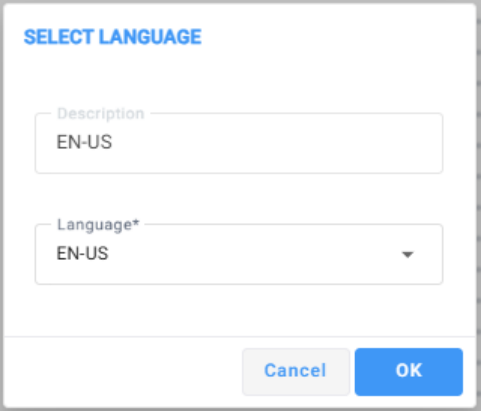 SELECT LANGUAGE
Description
EN-US
Language*
EN-US
Cancel
OK